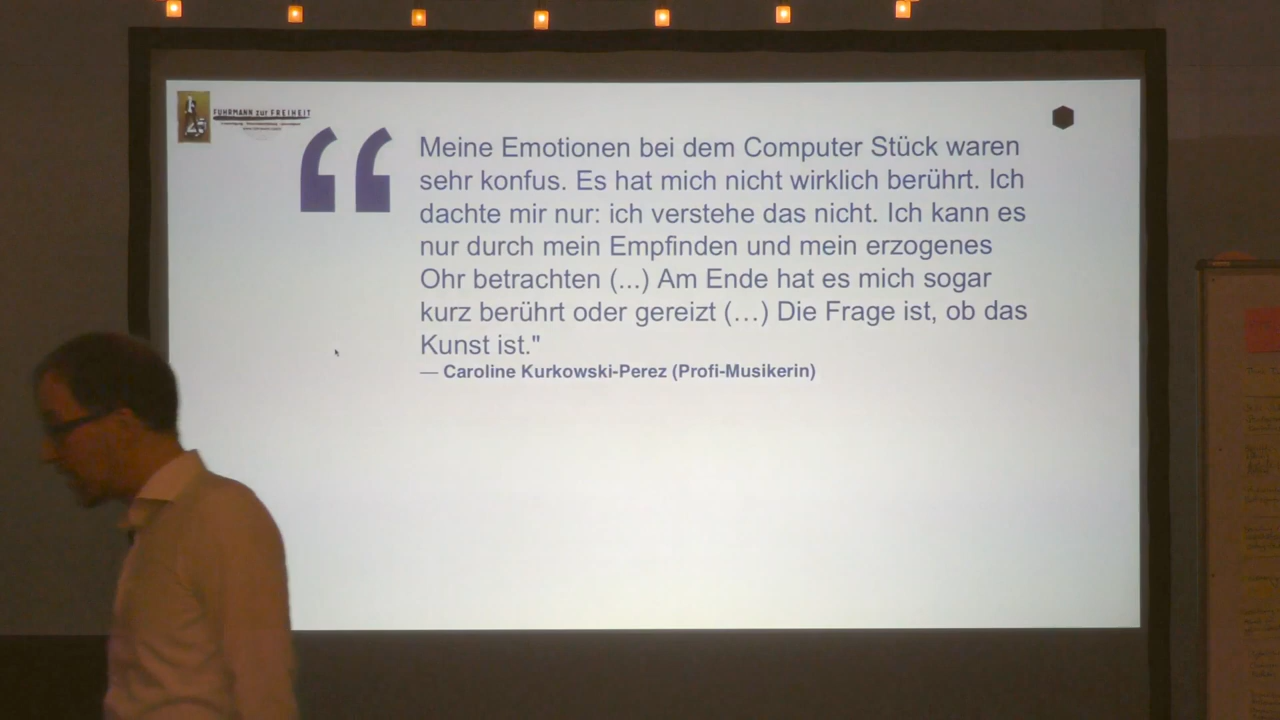 FUHRMANN zur FREIHEIT
Meine Emotionen bei dem Computer Stück waren
sehr konfus. Es hat mich nicht wirklich berührt. Ich
dachte mir nur: ich verstehe das nicht. Ich kann es
nur durch mein Empfinden und mein erzogenes
Ohr betrachten (...) Am Ende hat es mich sogar
kurz berührt oder gereizt (…) Die Frage ist, ob das
Kunst ist."
— Caroline Kurkowski-Perez (Profi-Musikerin)